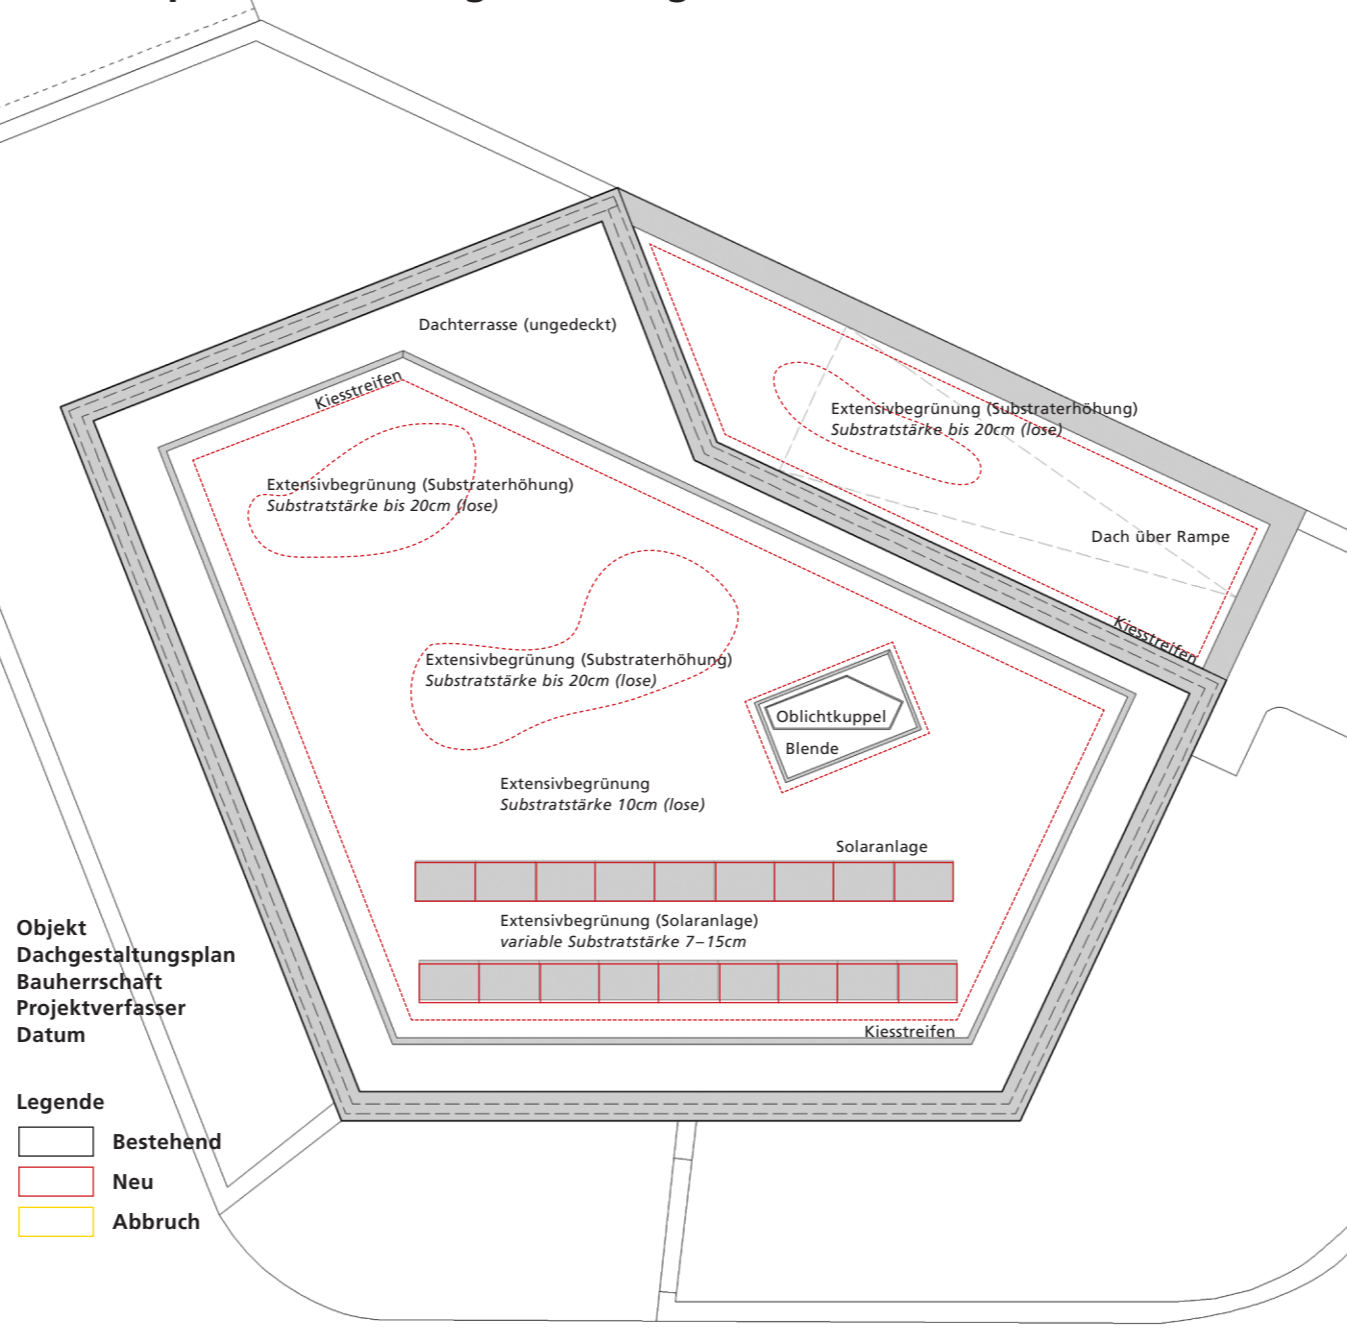 Dachterrasse (ungedeckt)
Kiesstreifen
Extensivbegrünung (Substraterhöhung)
Substratstärke bis 20cm (lose)
Dach über Rampe
Kiesstreifen
Extensivbegrünung (Substraterhöhung)
Substratstärke bis 20cm (lose)
Extensivbegrünung (Substraterhöhung)
Substratstärke bis 20cm (lose)
Oblichtkuppel
Blende
Extensivbegrünung
Substratstärke 10cm (lose)
Solaranlage
Extensivbegrünung (Solaranlage)
variable Substratstärke 7–15cm
Kiesstreifen
Objekt
Dachgestaltungsplan
Bauherrschaft
Projektverfasser
Datum
Legende
Bestehend
Neu
Abbruch